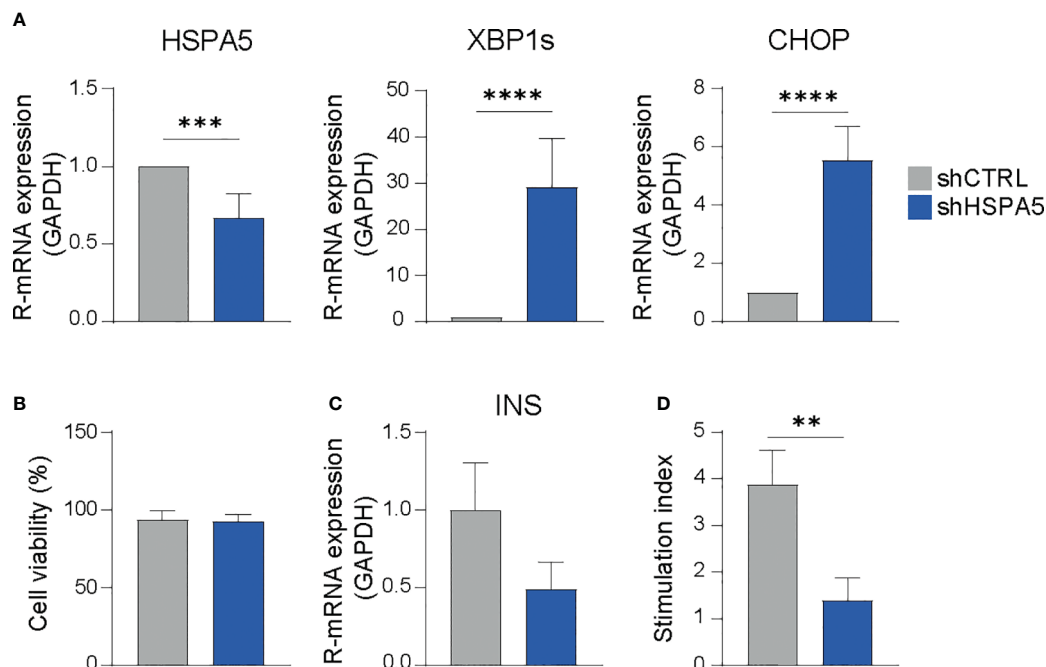 A
HSPA5
R-mRNA expression
(GAPDH)
1.5
1.0
0.5
0.0
***
XBP1s
R-mRNA expression
(GAPDH)
50
40
30
20
10
0
****
CHOP
R-mRNA expression
(GAPDH)
8
6
4
2
0
****
shCTRL
shHSPA5
B
Cell viability (%)
150
100
50
0
C
INS
R-mRNA expression
(GAPDH)
1.5
1.0
0.5
0.0
D
Stimulation index
5
4
3
2
1
0
**